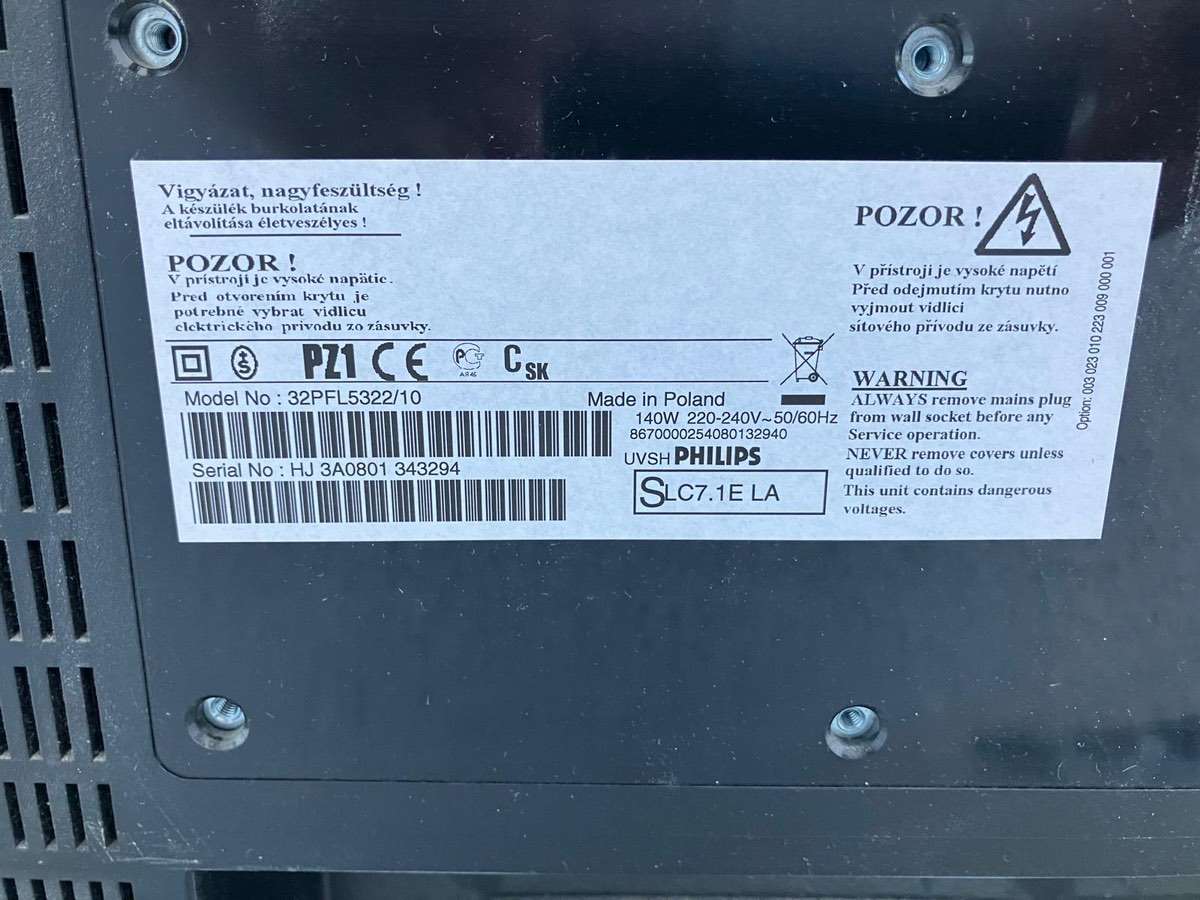 Vigyázat, nagyfeszültség !
A készülék burkolatának
eltávolítása életveszélyes !
POZOR !
V prístroji je vysoké napätie.
Pred otvorením krytu je
potrebné vybrat vidlicu
elektrického prívodu zo zásuvky.
POZOR !
V přístroji je vysoké napětí
Před odejmutím krytu nutno
vyjmout vidlici
síťového přívodu ze zásuvky.
PZ1 CE
C SK
Model No : 32PFL5322/10
Serial No : HJ 3A0801 343294
Made in Poland
140W 220-240V~50/60Hz
8670000254080132940
UVSH PHILIPS
SLC7.1E LA
WARNING
ALWAYS remove mains plug
from wall socket before any
Service operation.
NEVER remove covers unless
qualified to do so.
This unit contains dangerous
voltages.
Option: 003 023 010 223 009 000 001